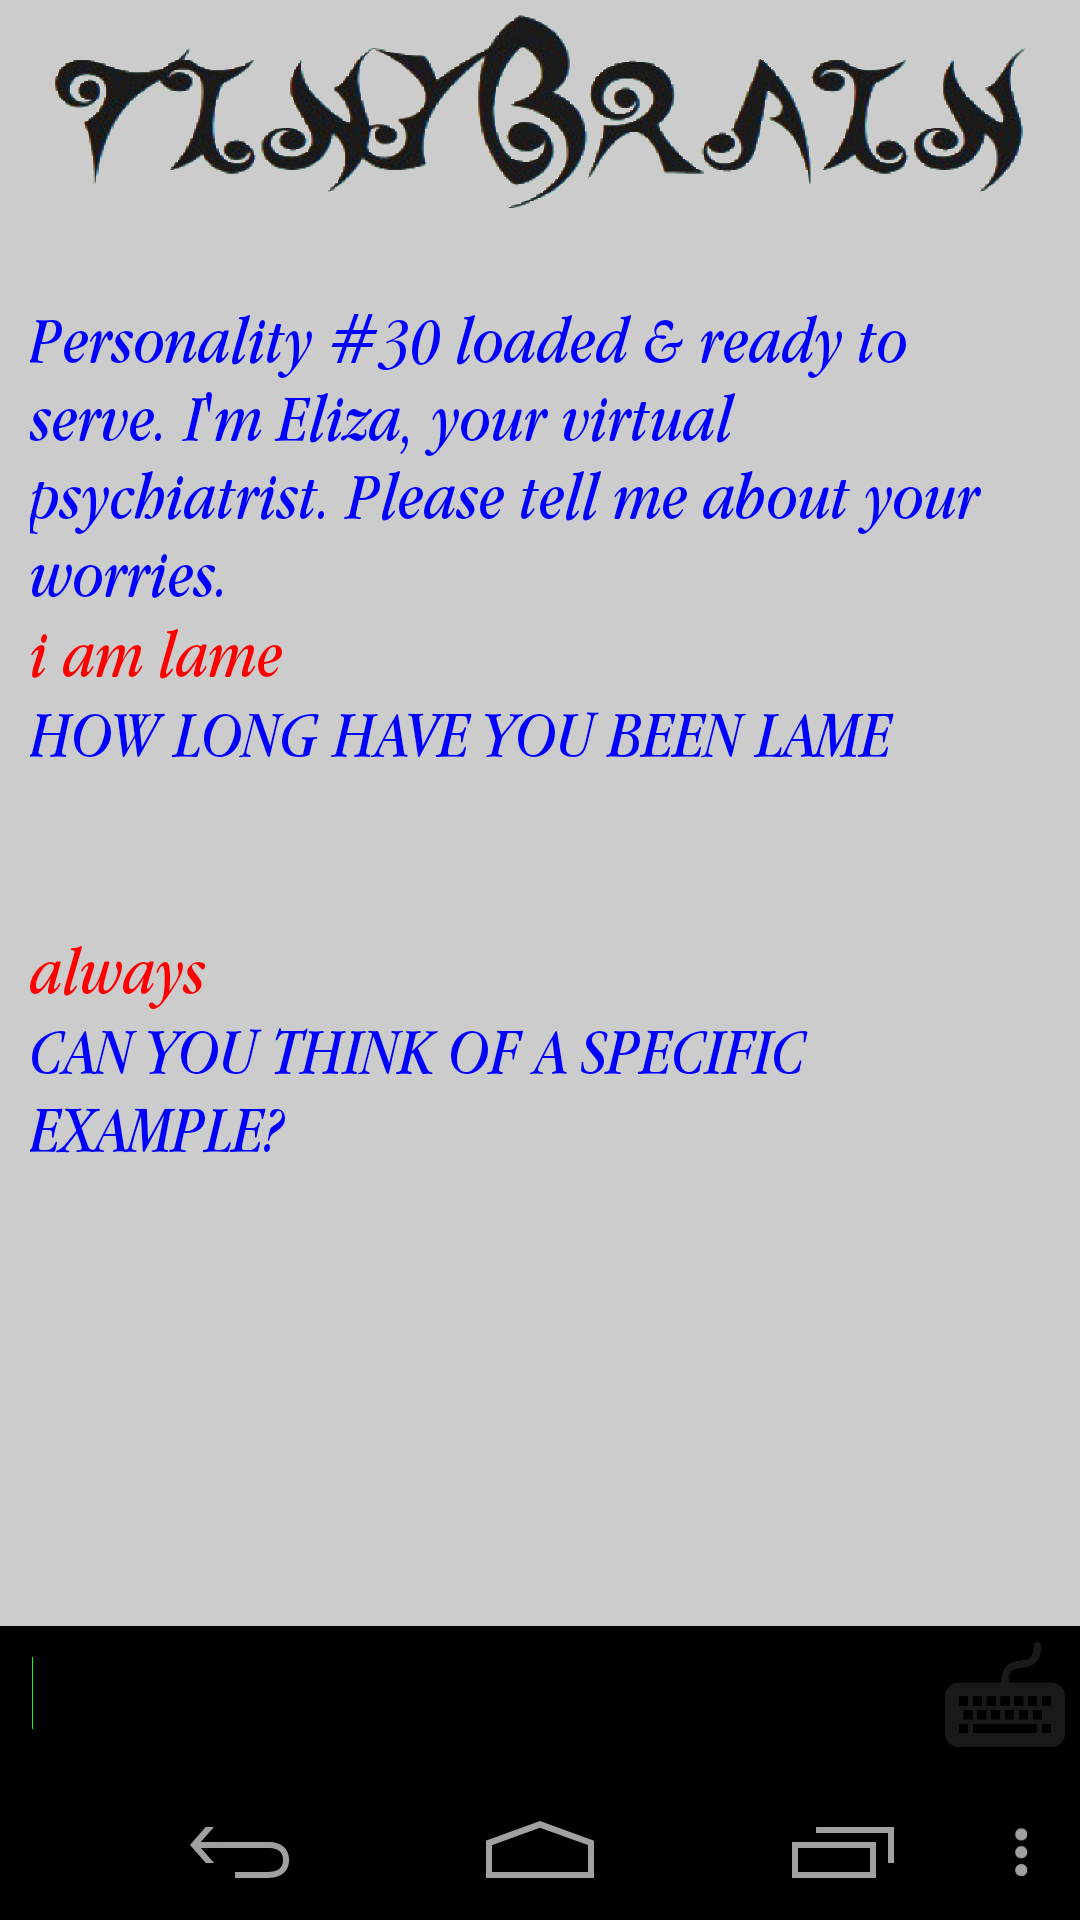 TINYBRAIN
Personality #30 loaded & ready to
serve. I'm Eliza, your virtual
psychiatrist. Please tell me about your
worries.
i am lame
HOW LONG HAVE YOU BEEN LAME
always
CAN YOU THINK OF A SPECIFIC
EXAMPLE?